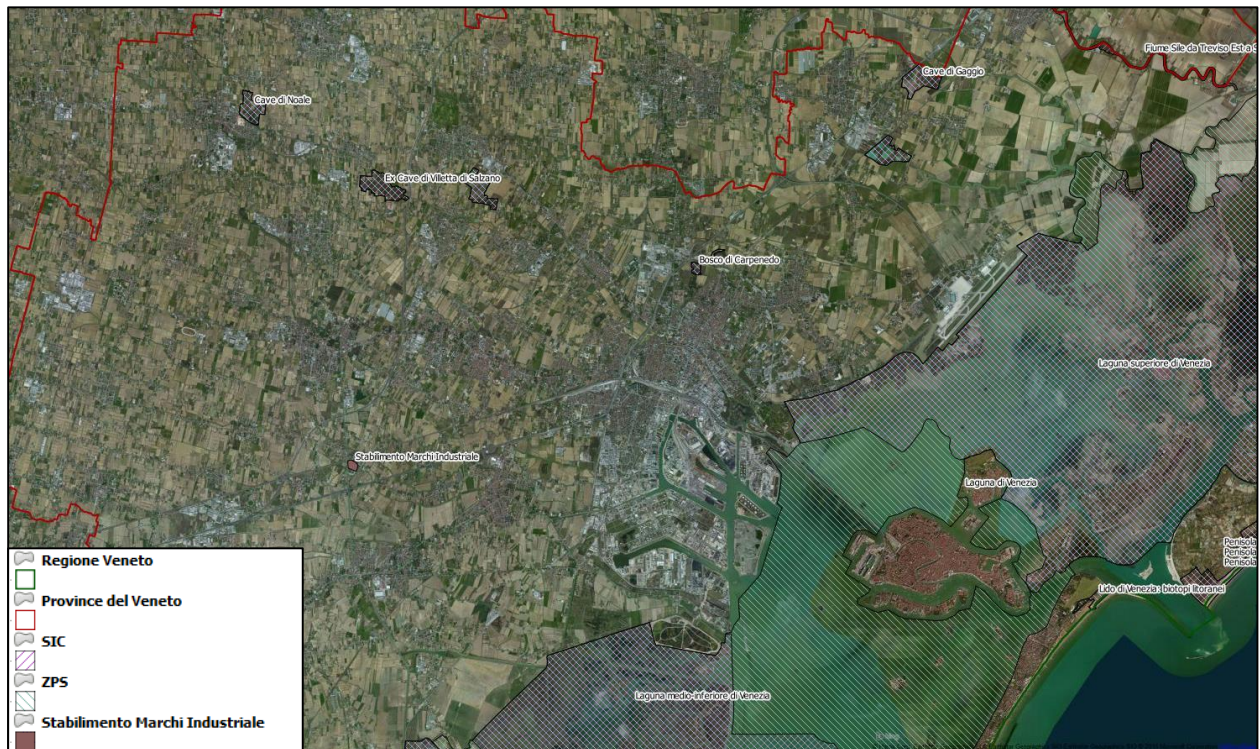 Fiume Sile da Treviso Est a S
Cave di Gaggio
Cave di Noale
Ex Cave di Villetta di Salzano
Bosco di Carpenedo
Laguna superiore di Venezia
Stabilimento Marchi Industriale
Laguna di Venezia
Penisola
Penisola
Penisola
Lido di Venezia: biotopi litoranei
Laguna medio-inferiore di Venezia
Regione Veneto
Province del Veneto
SIC
ZPS
Stabilimento Marchi Industriale